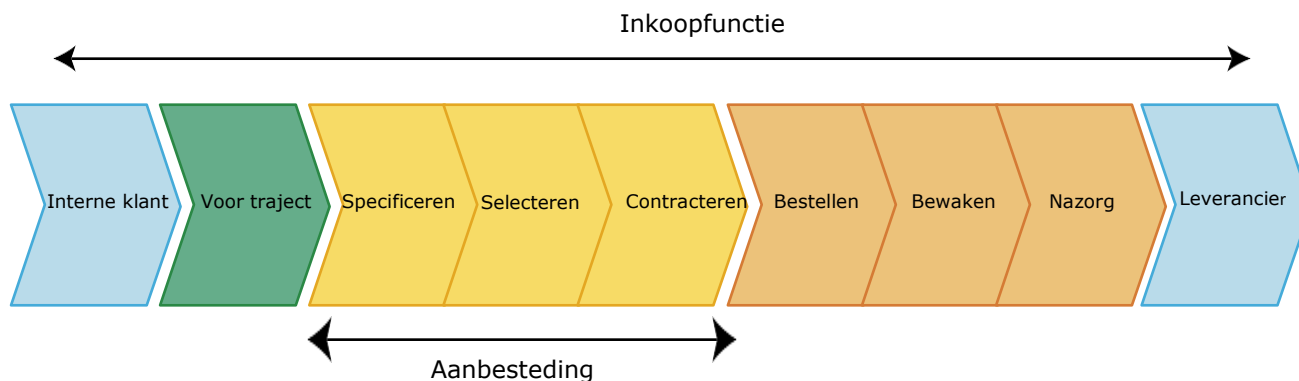 Inkoopfunctie
Interne klant
Voor traject
Specificeren
Selecteren
Contracteren
Bestellen
Bewaken
Nazorg
Leverancier
Aanbesteding